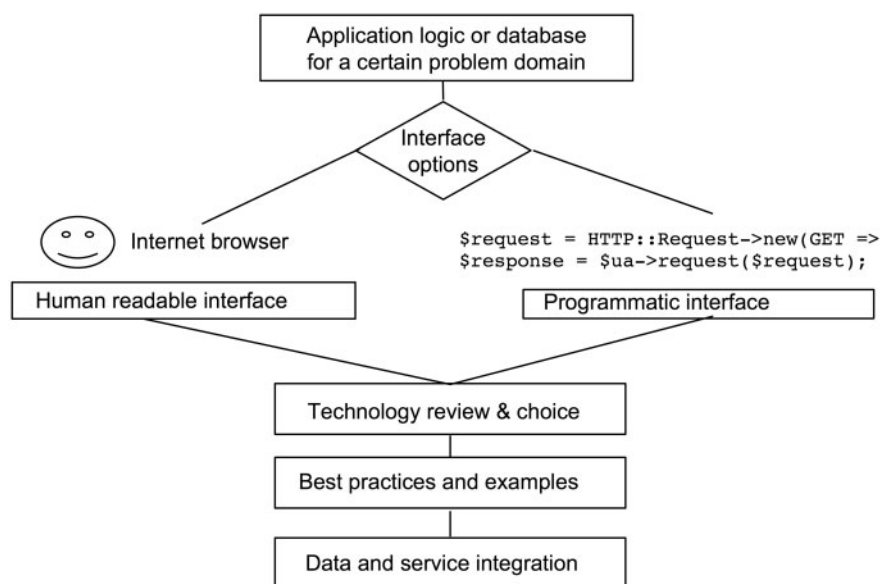 Application logic or database
for a certain problem domain
Interface
options
Internet browser
$request = HTTP::Request->new(GET =>
$response = $ua->request($request);
Human readable interface
Programmatic interface
Technology review & choice
Best practices and examples
Data and service integration